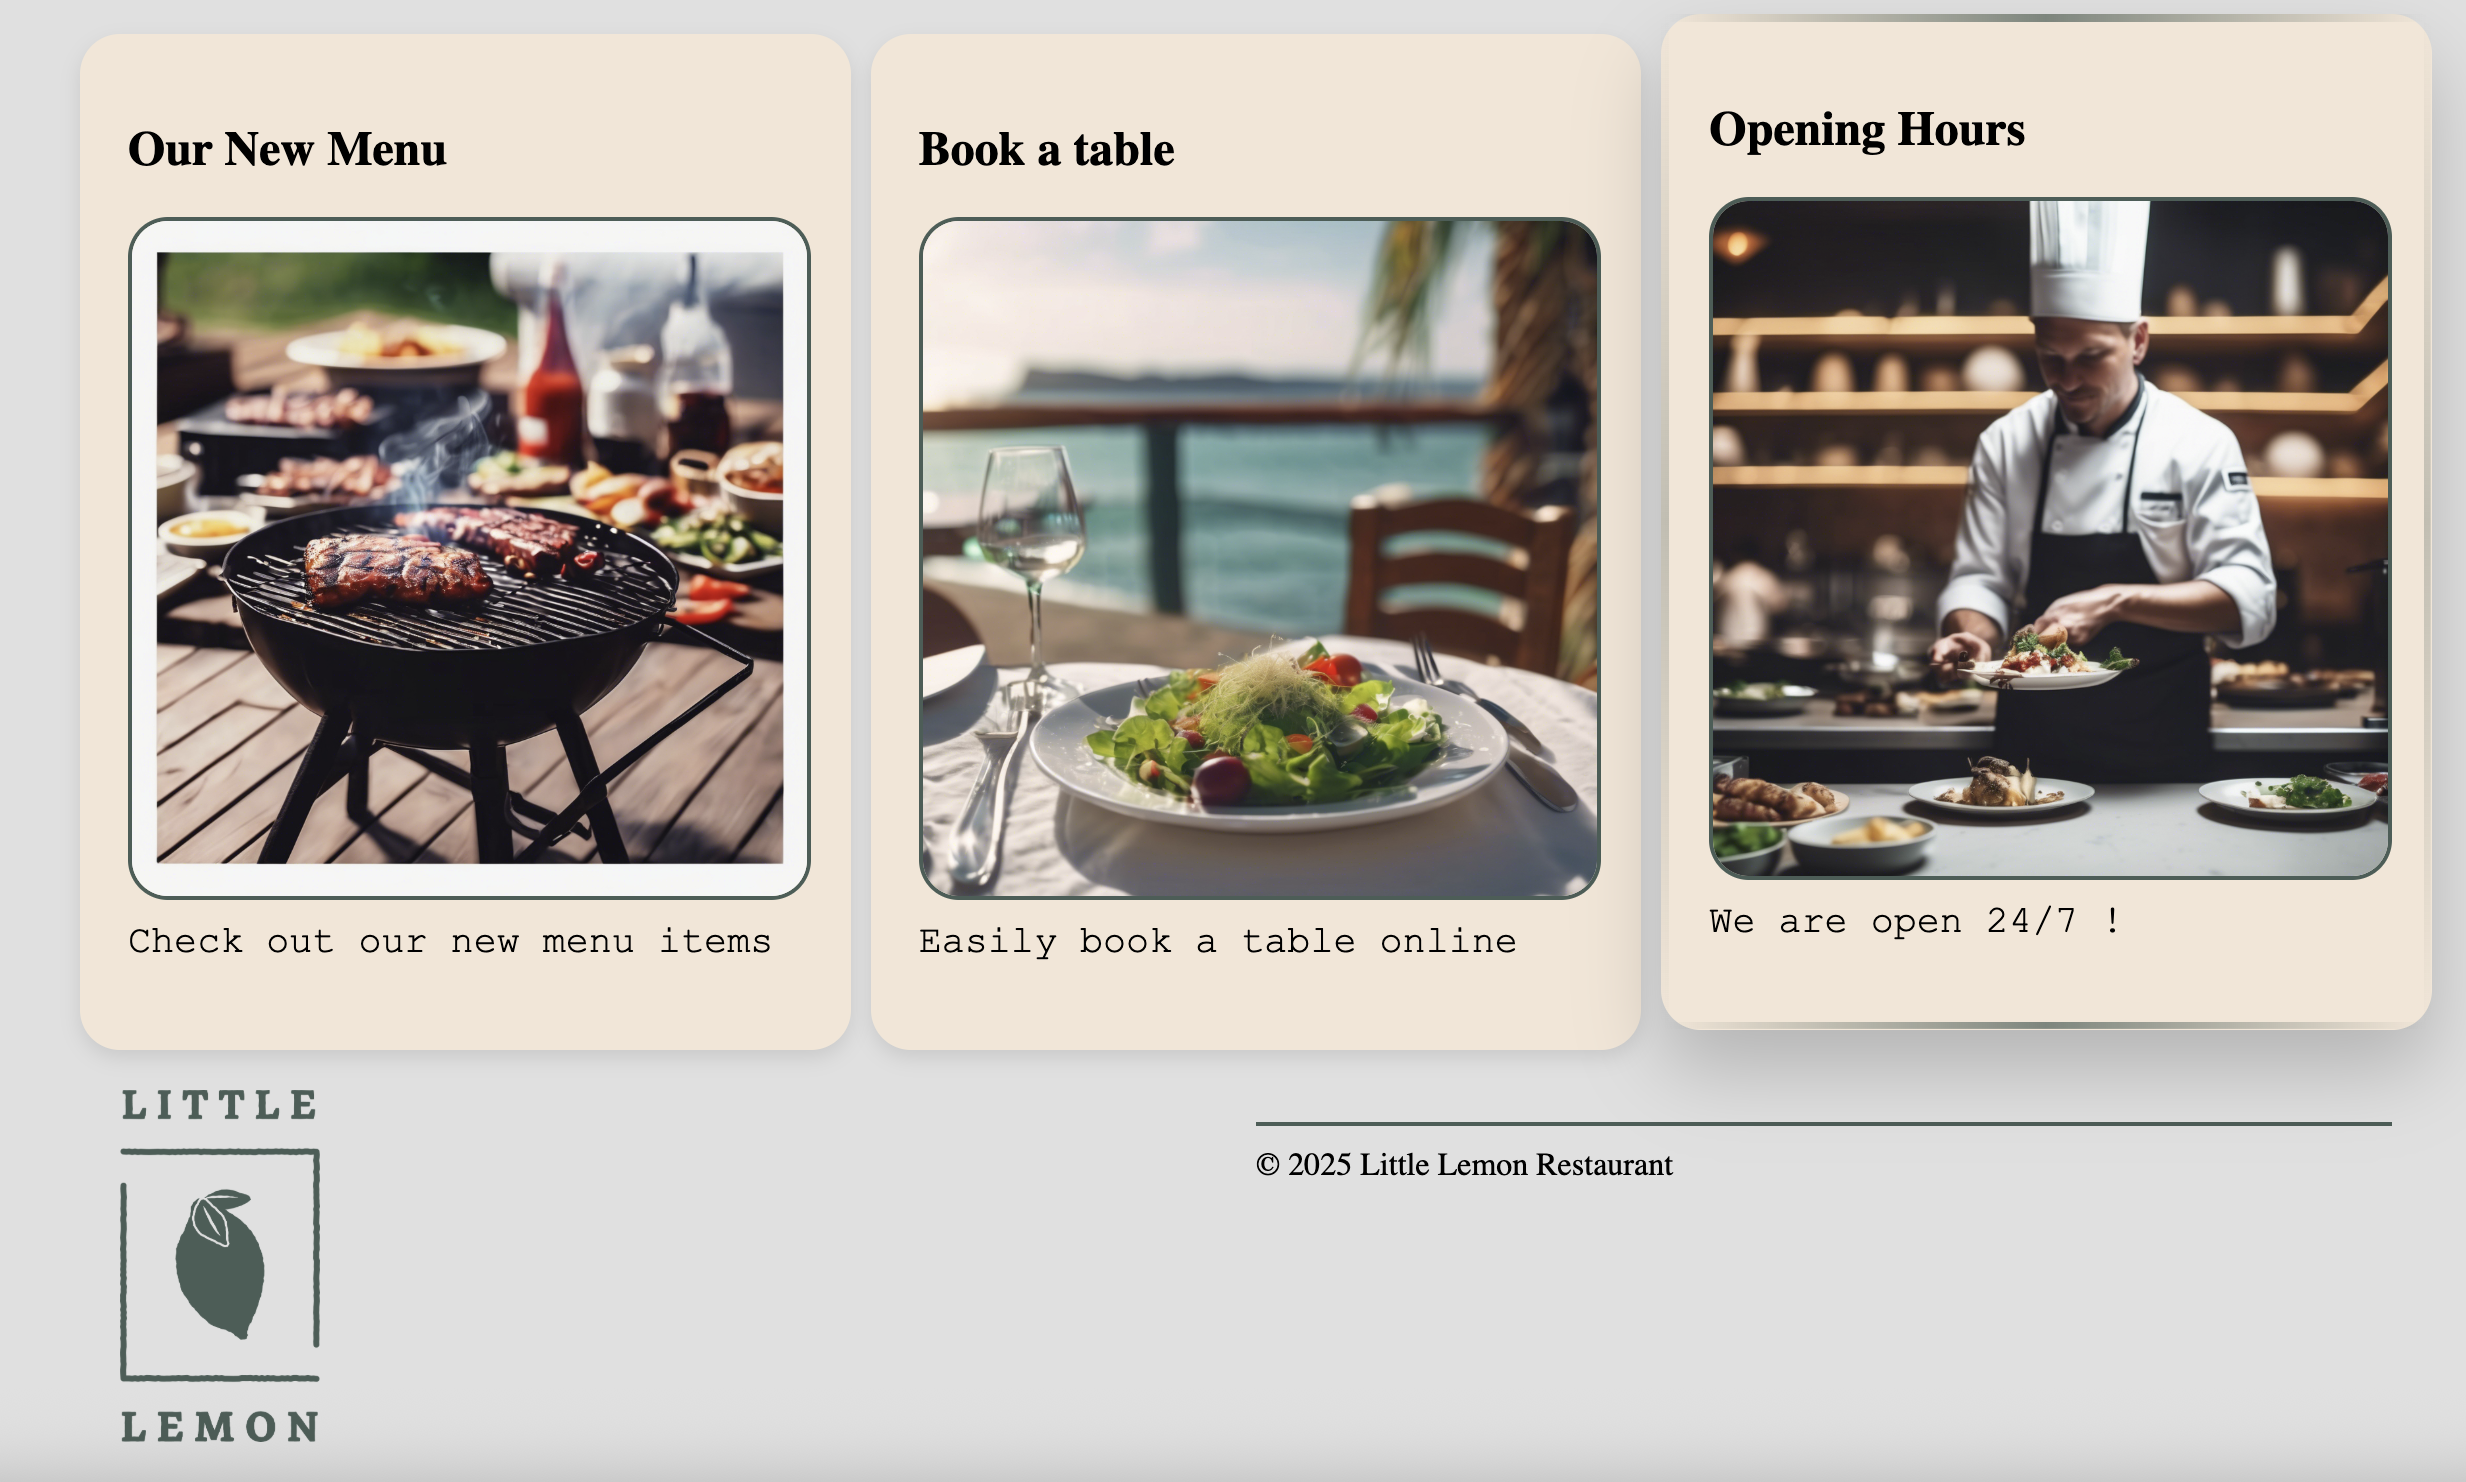 Our New Menu
Check out our new menu items
Book a table
Easily book a table online
Opening Hours
We are open 24/7 !
LITTLE
LEMON
© 2025 Little Lemon Restaurant